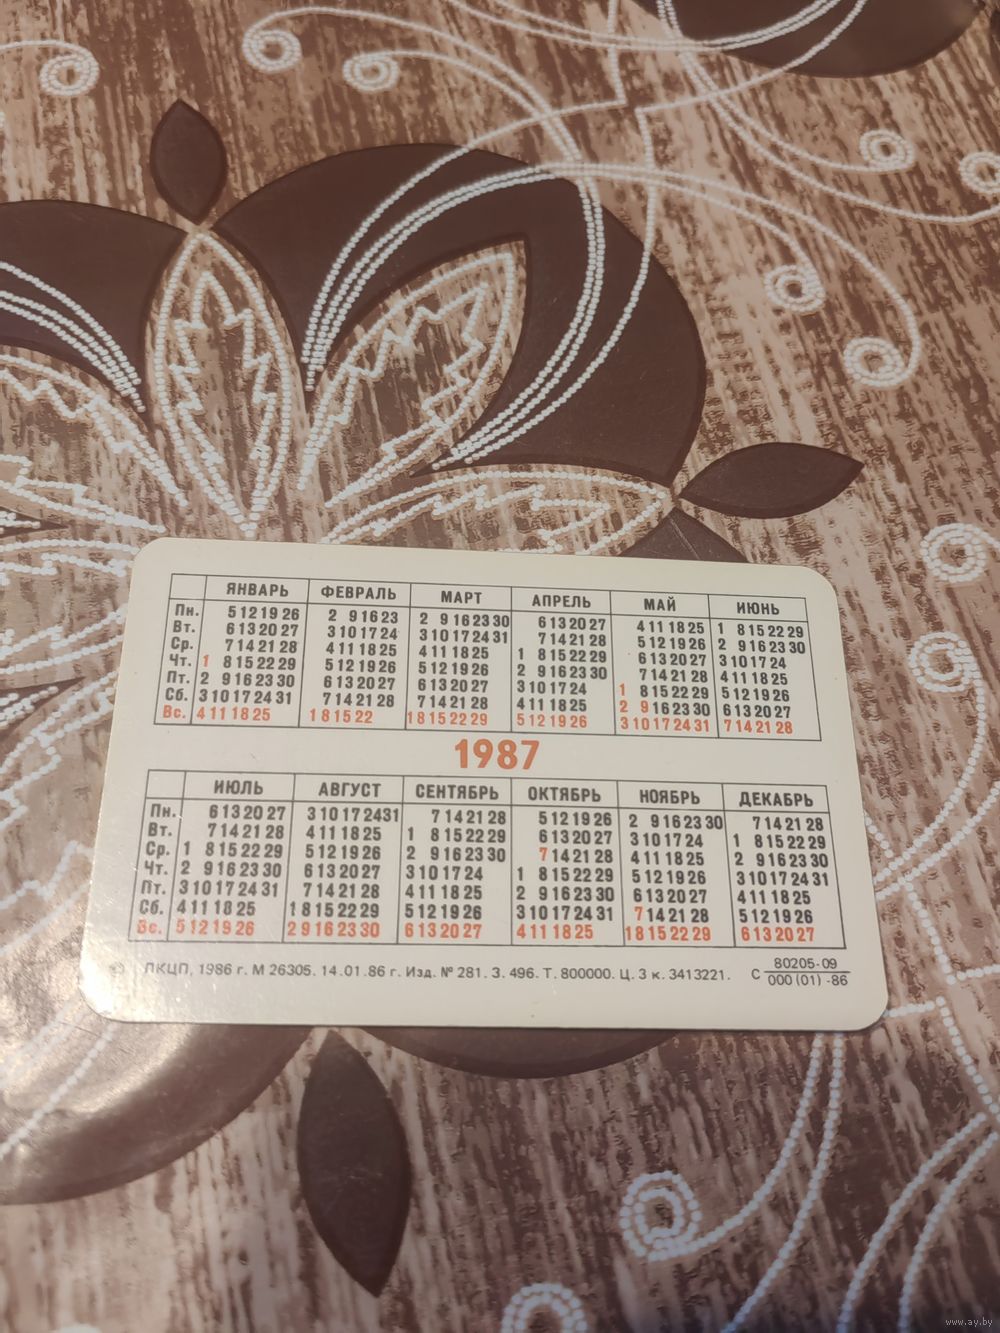 ЯНВАРЬ ФЕВРАЛЬ МАРТ АПРЕЛЬ МАЙ ИЮНЬ
Пн. 5 12 19 26 2 9 16 23 2 9 16 23 30 6 13 20 27 4 11 18 25 1 8 15 22 29
Вт. 6 13 20 27 3 10 17 24 3 10 17 24 31 7 14 21 28 5 12 19 26 2 9 16 23 30
Ср. 7 14 21 28 4 11 18 25 4 11 18 25 1 8 15 22 29 6 13 20 27 3 10 17 24
Чт. 1 8 15 22 29 5 12 19 26 5 12 19 26 2 9 16 23 30 7 14 21 28 4 11 18 25
Пт. 2 9 16 23 30 6 13 20 27 6 13 20 27 3 10 17 24 1 8 15 22 29 5 12 19 26
Сб. 3 10 17 24 31 7 14 21 28 7 14 21 28 4 11 18 25 2 9 16 23 30 6 13 20 27
Вс. 4 11 18 25 1 8 15 22 1 8 15 22 29 5 12 19 26 3 10 17 24 31 7 14 21 28
1987
ИЮЛЬ АВГУСТ СЕНТЯБРЬ ОКТЯБРЬ НОЯБРЬ ДЕКАБРЬ
Пн. 6 13 20 27 3 10 17 24 31 7 14 21 28 5 12 19 26 2 9 16 23 30 7 14 21 28
Вт. 7 14 21 28 4 11 18 25 1 8 15 22 29 6 13 20 27 3 10 17 24 1 8 15 22 29
Ср. 1 8 15 22 29 5 12 19 26 2 9 16 23 30 7 14 21 28 4 11 18 25 2 9 16 23 30
Чт. 2 9 16 23 30 6 13 20 27 3 10 17 24 1 8 15 22 29 5 12 19 26 3 10 17 24 31
Пт. 3 10 17 24 31 7 14 21 28 4 11 18 25 2 9 16 23 30 6 13 20 27 4 11 18 25
Сб. 4 11 18 25 1 8 15 22 29 5 12 19 26 3 10 17 24 31 7 14 21 28 5 12 19 26
Вс. 5 12 19 26 2 9 16 23 30 6 13 20 27 4 11 18 25 1 8 15 22 29 6 13 20 27
© ЛКЦП, 1986 г. М 26305. 14.01.86 г. Изд. № 281. З. 496. Т. 800000. Ц. 3 к. 3413221. С 80205-09
000 (01) -86
www.ay.by